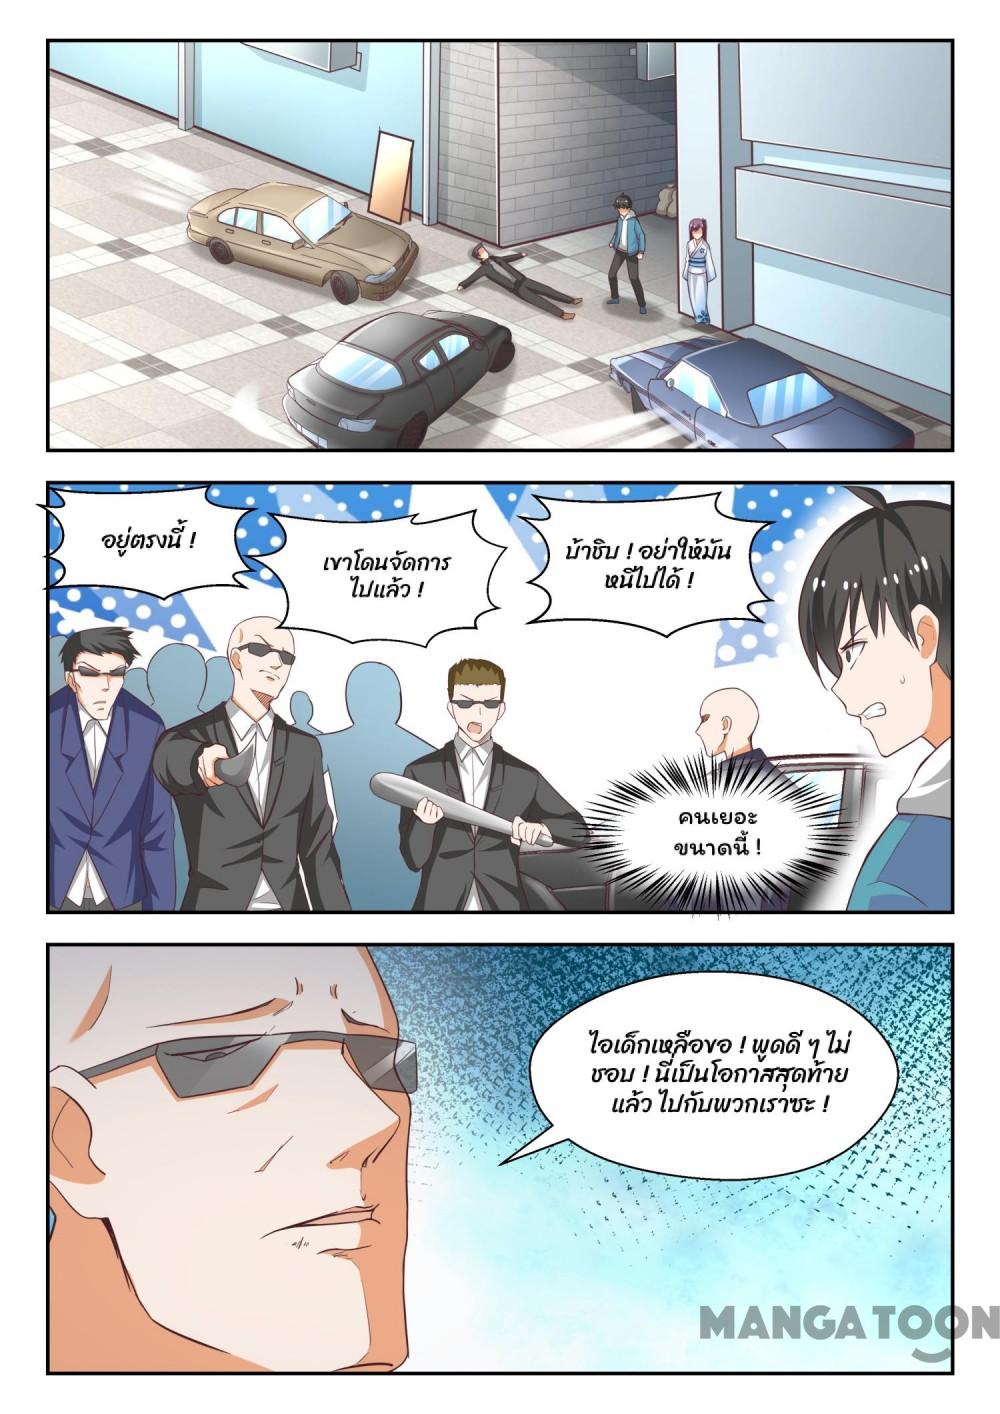 อยู่ตรงนี้ !
เขาโดนจัดการ
ไปแล้ว !
บ้าชิบ ! อย่าให้มัน
หนีไปได้ !
คนเยอะ
ขนาดนี้ !
ไอเด็กเหลือขอ ! พูดดี ๆ ไม่
ชอบ ! นี่เป็นโอกาสสุดท้าย
แล้ว ไปกับพวกเราซะ !
MANGATOON